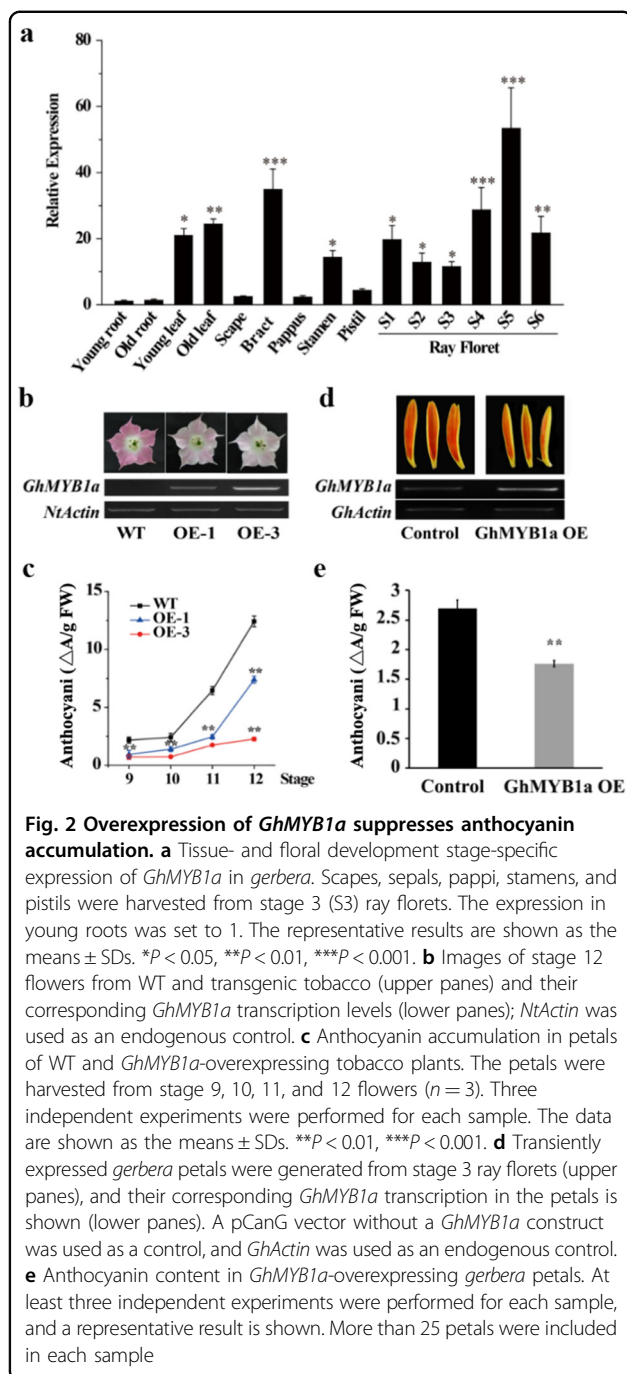 a
Relative Expression
80
60
40
20
0
*
**
***
*
*
*
*
***
***
**
Young root
Old root
Young leaf
Old leaf
Scape
Bract
Pappus
Stamen
Pistil
S1
S2
S3
S4
S5
S6
Ray Floret
b
GhMYB1a
NtActin
WT
OE-1
OE-3
d
GhMYB1a
GhActin
Control
GhMYB1a OE
c
Anthocyani (△A/g FW)
15
10
5
0
WT
OE-1
OE-3
**
**
**
**
**
9
10
11
12
Stage
e
Anthocyani (△A/g FW)
3
2.5
2
1.5
1
0.5
0
**
Control
GhMYB1a OE
Fig. 2 Overexpression of GhMYB1a suppresses anthocyanin
accumulation. a Tissue- and floral development stage-specific
expression of GhMYB1a in gerbera. Scapes, sepals, pappi, stamens, and
pistils were harvested from stage 3 (S3) ray florets. The expression in
young roots was set to 1. The representative results are shown as the
means ± SDs. *P < 0.05, **P < 0.01, ***P < 0.001. b Images of stage 12
flowers from WT and transgenic tobacco (upper panes) and their
corresponding GhMYB1a transcription levels (lower panes); NtActin was
used as an endogenous control. c Anthocyanin accumulation in petals
of WT and GhMYB1a-overexpressing tobacco plants. The petals were
harvested from stage 9, 10, 11, and 12 flowers (n = 3). Three
independent experiments were performed for each sample. The data
are shown as the means ± SDs. **P < 0.01, ***P < 0.001. d Transiently
expressed gerbera petals were generated from stage 3 ray florets (upper
panes), and their corresponding GhMYB1a transcription in the petals is
shown (lower panes). A pCanG vector without a GhMYB1a construct
was used as a control, and GhActin was used as an endogenous control.
e Anthocyanin content in GhMYB1a-overexpressing gerbera petals. At
least three independent experiments were performed for each sample,
and a representative result is shown. More than 25 petals were included
in each sample